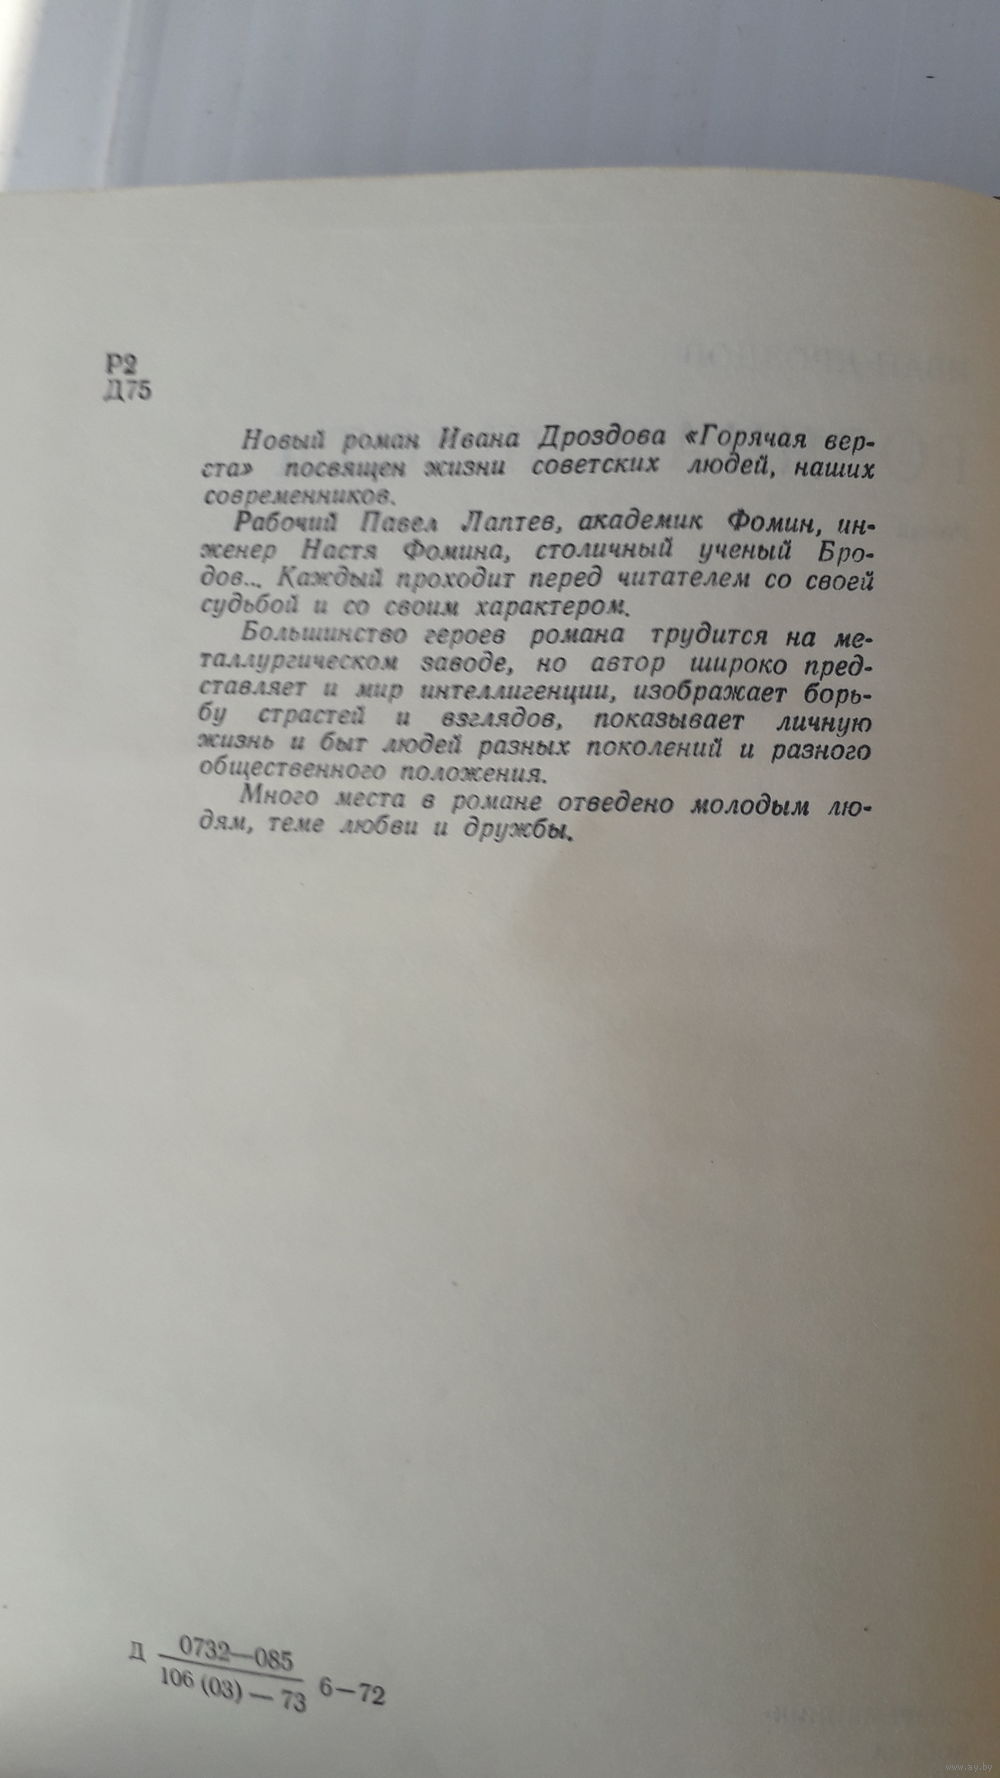 Р2
Д75
Новый роман Ивана Дроздова «Горячая вер-
ста» посвящен жизни советских людей, наших
современников.
Рабочий Павел Лаптев, академик Фомин, ин-
женер Настя Фомина, столичный ученый Бро-
дов... Каждый проходит перед читателем со своей
судьбой и со своим характером.
Большинство героев романа трудится на ме-
таллургическом заводе, но автор широко пред-
ставляет и мир интеллигенции, изображает борь-
бу страстей и взглядов, показывает личную
жизнь и быт людей разных поколений и разного
общественного положения.
Много места в романе отведено молодым лю-
дям, теме любви и дружбы.
Д 0732—085
106 (03) — 73 6—72
www.ay.by